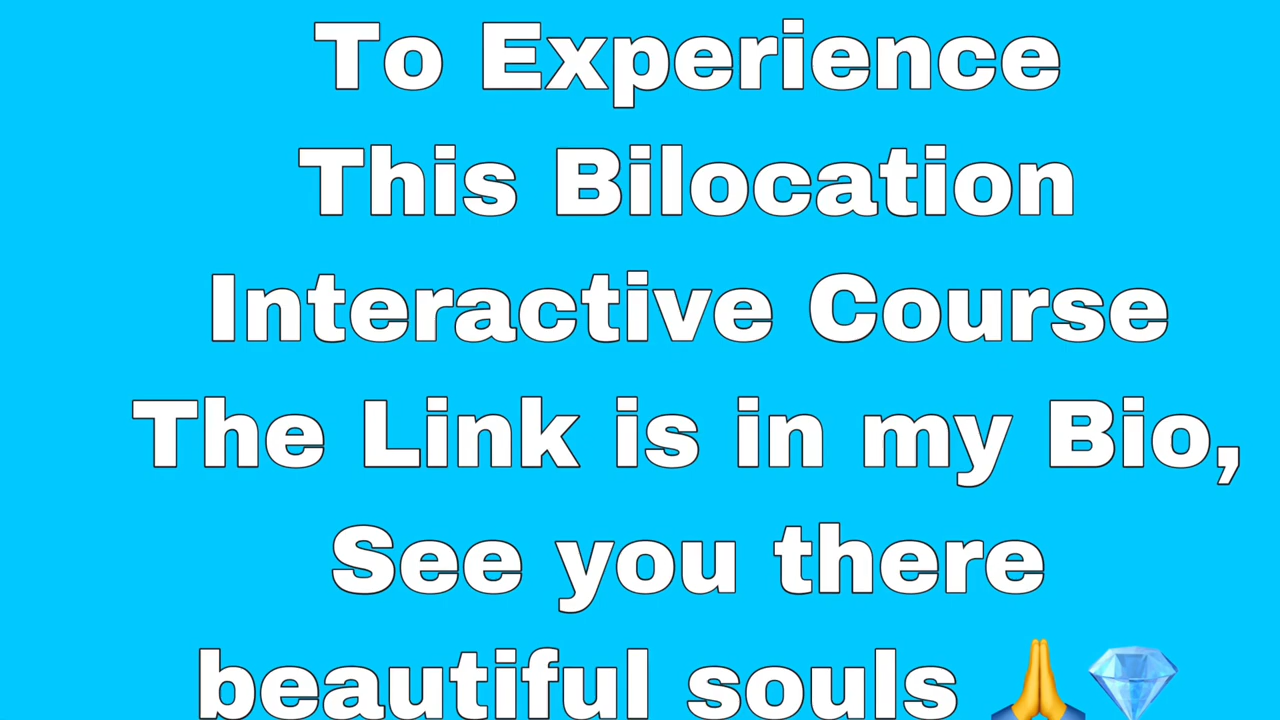 To Experience
This Bilocation
Interactive Course
The Link is in my Bio,
See you there
beautiful souls 🙏💎